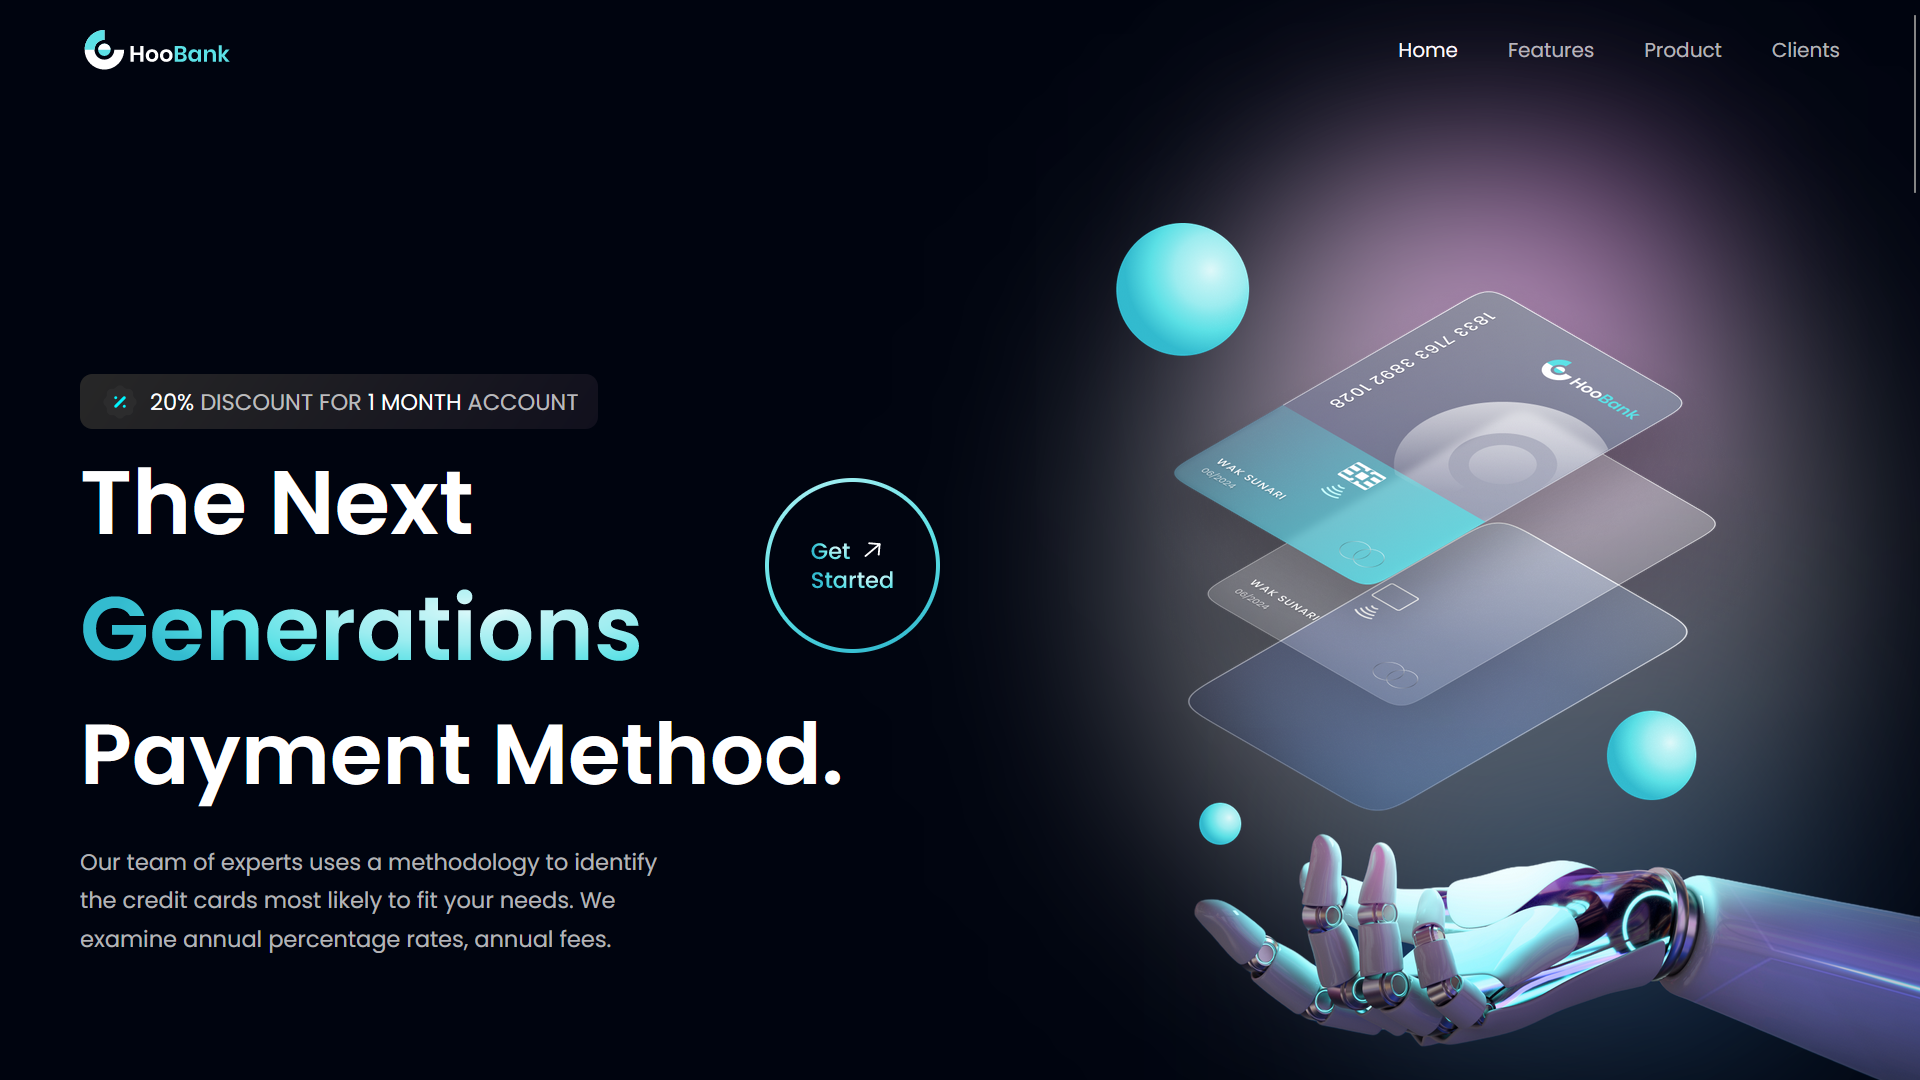 HooBank
Home
Features
Product
Clients
20% DISCOUNT FOR 1 MONTH ACCOUNT
The Next
Generations
Payment Method.
Get
Started
Our team of experts uses a methodology to identify
the credit cards most likely to fit your needs. We
examine annual percentage rates, annual fees.
1833 7163 3892 1028
HooBank
WAK SUNARI
08/2024
WAK SUNARI
08/2024